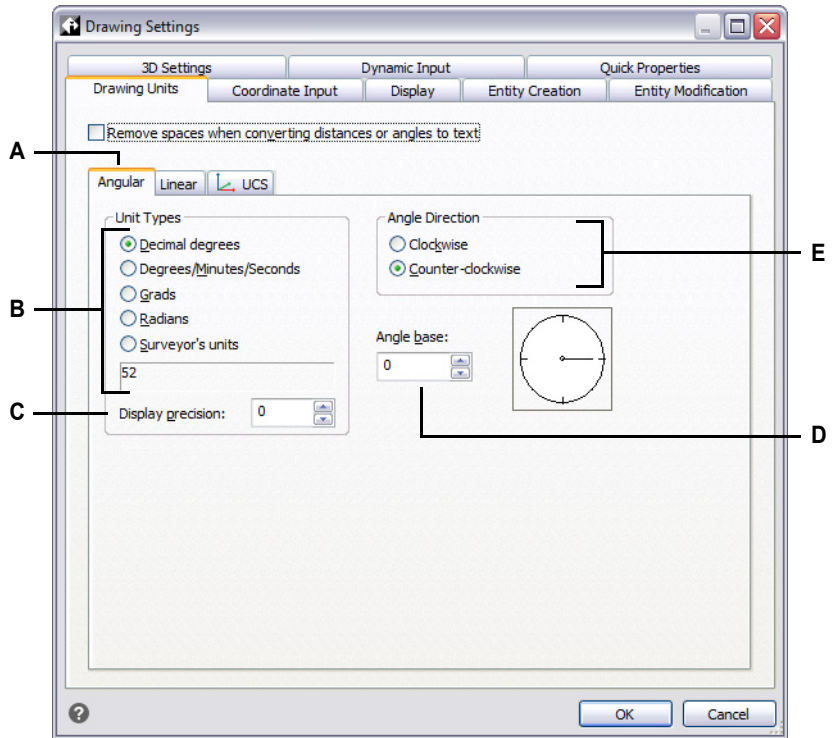 Drawing Settings
3D Settings Dynamic Input Quick Properties
Drawing Units Coordinate Input Display Entity Creation Entity Modification
Remove spaces when converting distances or angles to text
A
Angular Linear UCS
Unit Types Angle Direction
Decimal degrees Clockwise
E
Degrees/Minutes/Seconds Counter-clockwise
B
Grads
Radians
Angle base:
Surveyor's units
0
52
C
Display precision: 0
D
OK Cancel